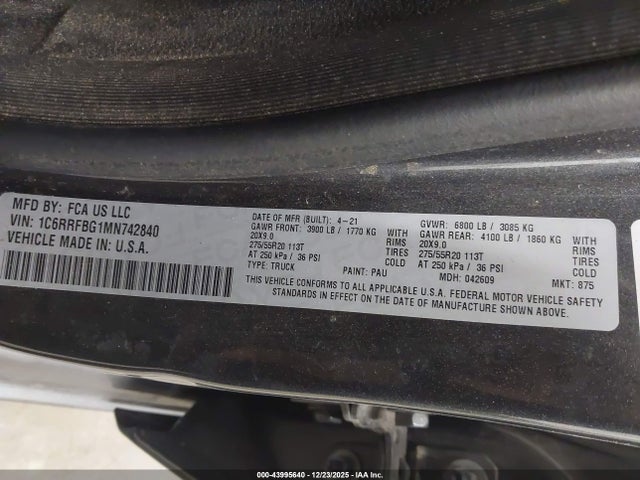 MFD BY: FCA US LLC
VIN: 1C6RRFBG1MN742840
VEHICLE MADE IN: U.S.A.
DATE OF MFR (BUILT): 4-21 GVWR: 6800 LB / 3085 KG
GAWR FRONT: 3900 LB / 1770 KG WITH GAWR REAR: 4100 LB / 1860 KG WITH
20X9.0 RIMS 20X9.0 RIMS
275/55R20 113T TIRES 275/55R20 113T TIRES
AT 250 kPa / 36 PSI COLD AT 250 kPa / 36 PSI COLD
TYPE: TRUCK PAINT: PAU MDH: 042609 MKT: 875
THIS VEHICLE CONFORMS TO ALL APPLICABLE U.S.A. FEDERAL MOTOR VEHICLE SAFETY
STANDARDS IN EFFECT ON THE DATE OF MANUFACTURE SHOWN ABOVE.
000-43995640 | 12/23/2025 | IAA Inc.